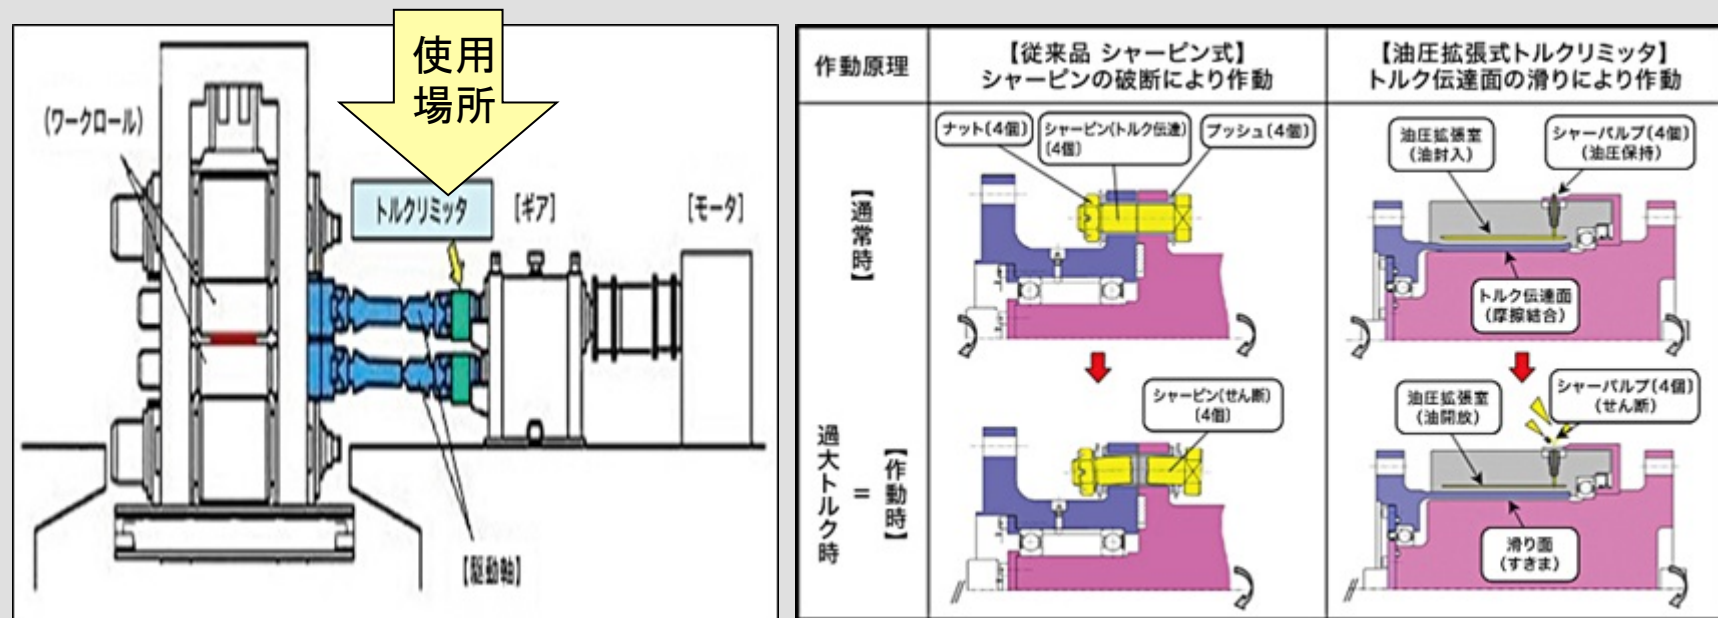 使用
場所
(ワークロール)
トルクリミッタ
[ギア]
[モータ]
【駆動軸】
作動原理
【従来品 シャーピン式】
シャーピンの破断により作動
【油圧拡張式トルクリミッタ】
トルク伝達面の滑りにより作動
【通常時】
ナット(4個)
シャーピン(トルク伝達)
(4個)
ブッシュ(4個)
油圧拡張室
(油封入)
シャーバルブ(4個)
(油圧保持)
トルク伝達面
(摩擦結合)
過大トルク時
=
【作動時】
シャーピン(せん断)
(4個)
油圧拡張室
(油開放)
シャーバルブ(4個)
(せん断)
滑り面
(すきま)